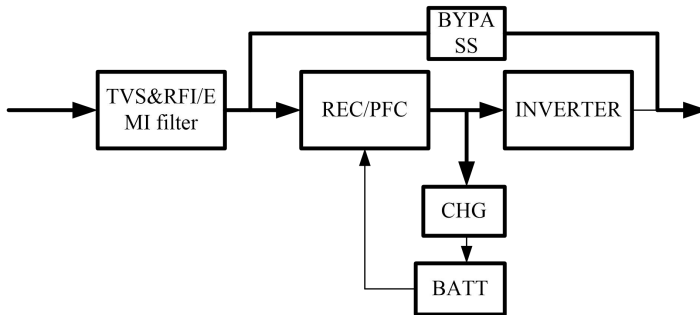 BYPA
SS
TVS&RFI/E
MI filter
REC/PFC
INVERTER
CHG
BATT